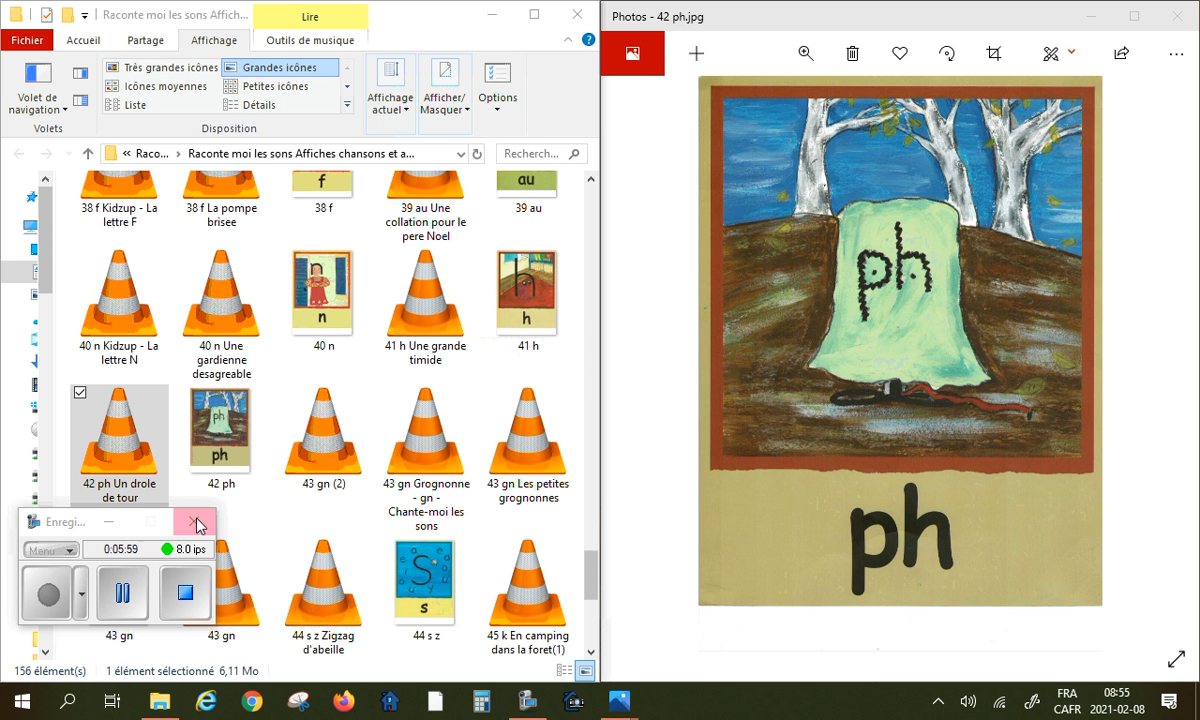 Raconte moi les sons Affich...
Lire
Fichier
Accueil
Partage
Affichage
Outils de musique
Volet de
navigation
Volets
Très grandes icônes
Grandes icônes
Icônes moyennes
Petites icônes
Liste
Détails
Disposition
Affichage
actuel
Afficher/
Masquer
Options
« Raco... > Raconte moi les sons Affiches chansons et a...
Recherch...
f
au
38 f Kidzup - La
lettre F
38 f La pompe
brisee
38 f
39 au Une
collation pour le
pere Noel
39 au
n
h
h
40 n Kidzup - La
lettre N
40 n Une
gardienne
desagreable
40 n
41 h Une grande
timide
41 h
ph
ph
42 ph Un drole
de tour
42 ph
43 gn (2)
43 gn Grognonne
- gn -
Chante-moi les
sons
43 gn Les petites
grognonnes
Enregi...
Menu
0:05:59
8.0 ips
S
s
43 gn
43 gn
44 s z Zigzag
d'abeille
44 s z
45 k En camping
dans la foret(1)
156 élément(s)
1 élément sélectionné 6,11 Mo
Photos - 42 ph.jpg
ph
ph
FRA
CAFR
08:55
2021-02-08